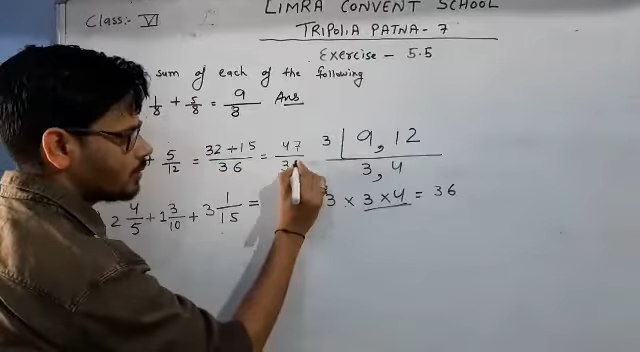 LIMRA CONVENT SCHOOL
Class:- VI
TRIPOLIA PATNA - 7
Exercise - 5.5
sum of each of the following
1/8 + 5/8 = 9/8 Ans
+ 5/12 = 32+15/36 = 47/3
3 | 9, 12
3, 4
3 × 3 × 4 = 36
2 4/5 + 1 3/10 + 3 1/15 =